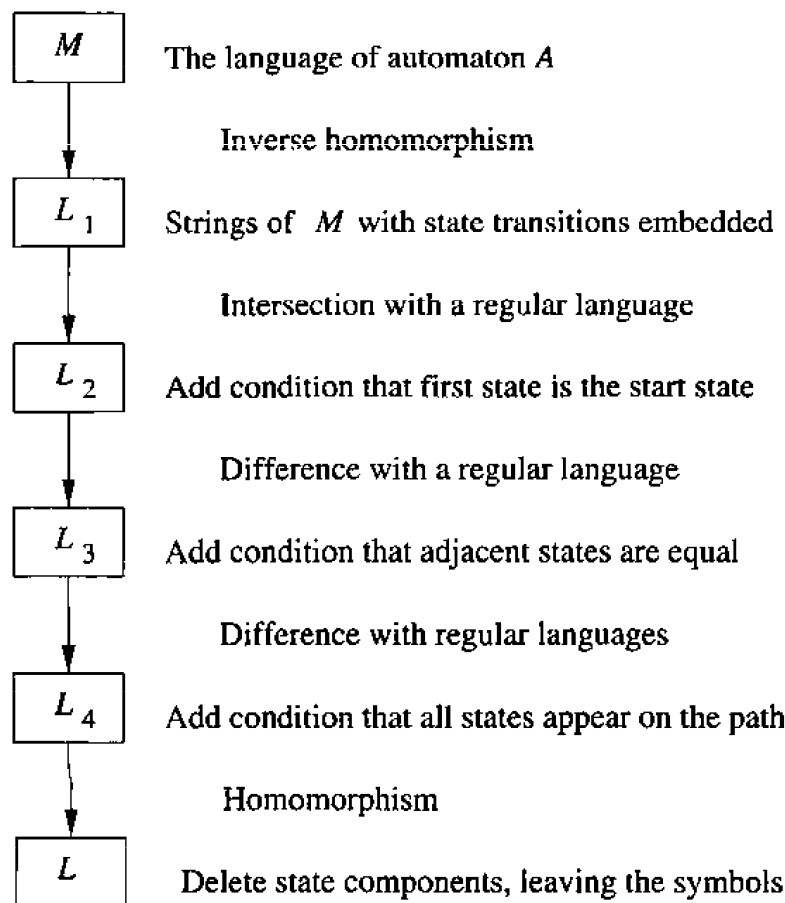 M The language of automaton A
Inverse homomorphism
L 1 Strings of M with state transitions embedded
Intersection with a regular language
L 2 Add condition that first state is the start state
Difference with a regular language
L 3 Add condition that adjacent states are equal
Difference with regular languages
L 4 Add condition that all states appear on the path
Homomorphism
L Delete state components, leaving the symbols